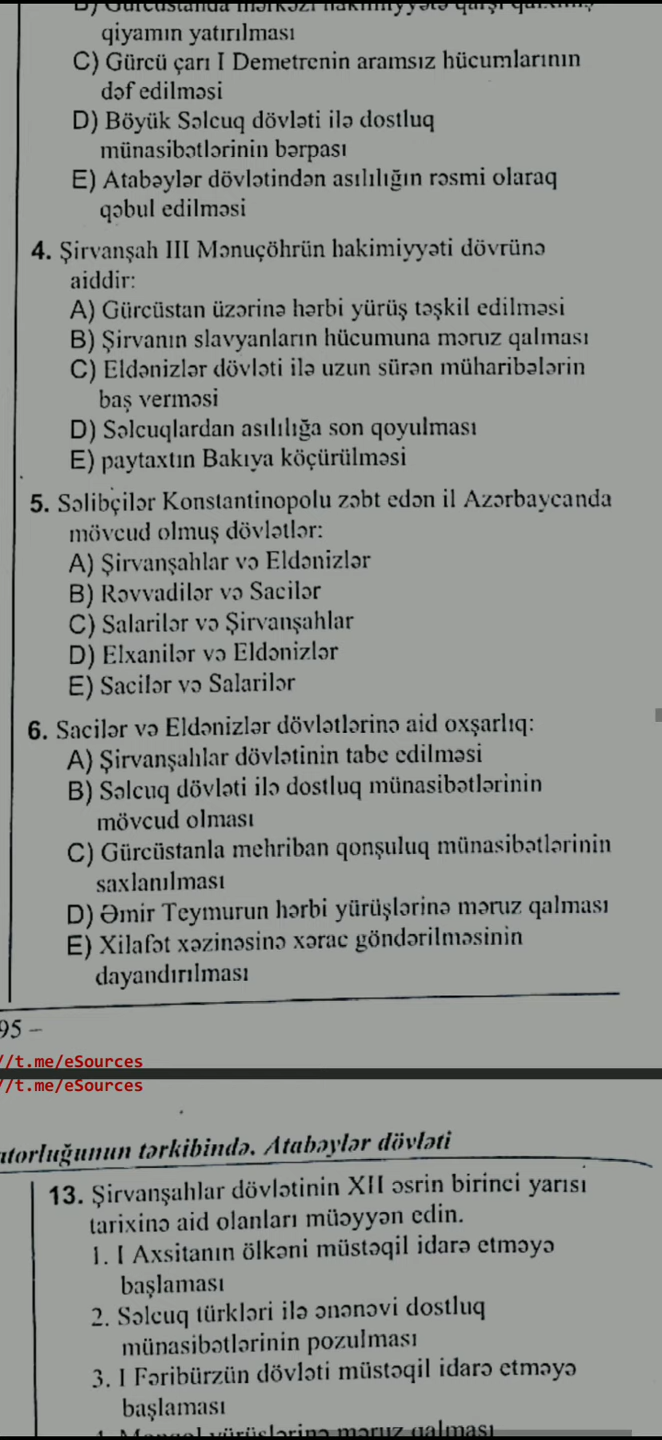 qiyamın yatırılması
C) Gürcü çarı I Demetrenin aramsız hücumlarının
dəf edilməsi
D) Böyük Səlcuq dövləti ilə dostluq
münasibətlərinin bərpası
E) Atabəylər dövlətindən asılılığın rəsmi olaraq
qəbul edilməsi
4. Şirvanşah III Mənuçöhrün hakimiyyəti dövrünə
aiddir:
A) Gürcüstan üzərinə hərbi yürüş təşkil edilməsi
B) Şirvanın slavyanların hücumuna məruz qalması
C) Eldənizlər dövləti ilə uzun sürən müharibələrin
baş verməsi
D) Səlcuqlardan asılılığa son qoyulması
E) paytaxtın Bakıya köçürülməsi
5. Səlibçilər Konstantinopolu zəbt edən il Azərbaycanda
mövcud olmuş dövlətlər:
A) Şirvanşahlar və Eldənizlər
B) Rəvvadilər və Sacilər
C) Salarilər və Şirvanşahlar
D) Elxanilər və Eldənizlər
E) Sacilər və Salarilər
6. Sacilər və Eldənizlər dövlətlərinə aid oxşarlıq:
A) Şirvanşahlar dövlətinin tabe edilməsi
B) Səlcuq dövləti ilə dostluq münasibətlərinin
mövcud olması
C) Gürcüstanla mehriban qonşuluq münasibətlərinin
saxlanılması
D) Əmir Teymurun hərbi yürüşlərinə məruz qalması
E) Xilafət xəzinəsinə xərac göndərilməsinin
dayandırılması
95 –
//t.me/eSources
//t.me/eSources
atorluğunun tərkibində. Atabəylər dövləti
13. Şirvanşahlar dövlətinin XII əsrin birinci yarısı
tarixinə aid olanları müəyyən edin.
1. I Axsitanın ölkəni müstəqil idarə etməyə
başlaması
2. Səlcuq türkləri ilə ənənəvi dostluq
münasibətlərinin pozulması
3. I Fəribürzün dövləti müstəqil idarə etməyə
başlaması
yürüşlərinə məruz qalması